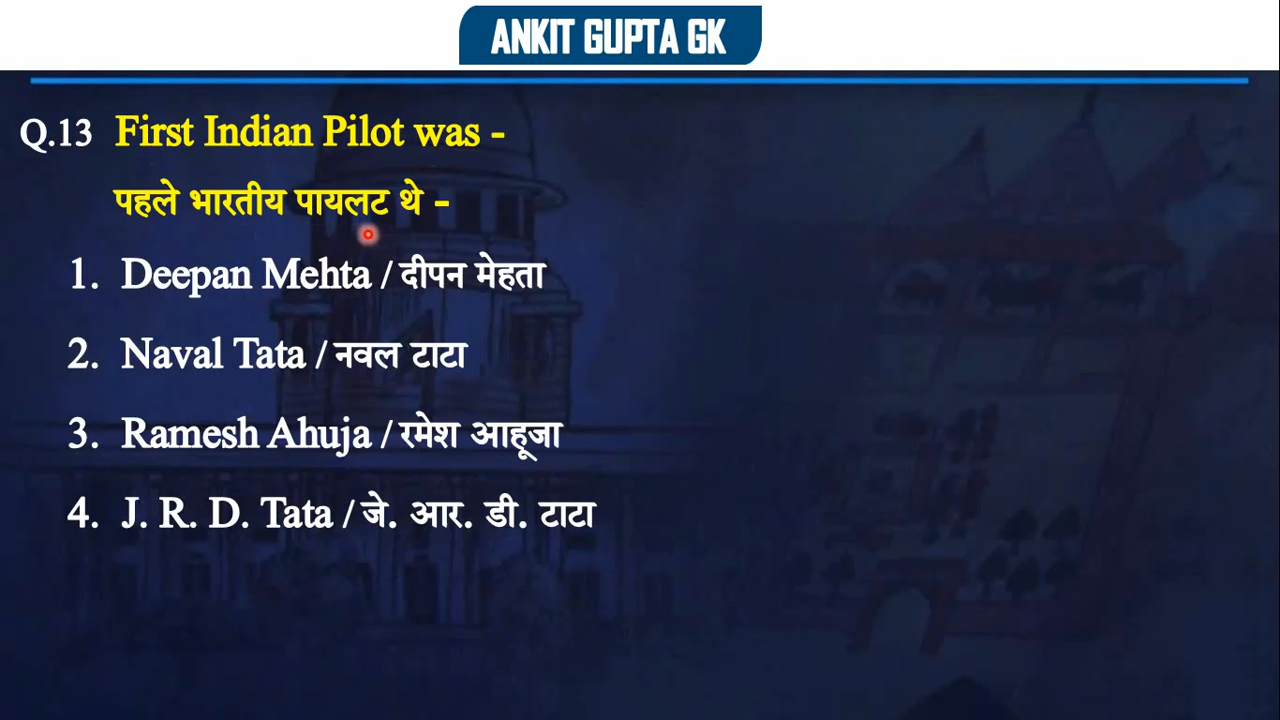 ANKIT GUPTA GK
Q.13 First Indian Pilot was -
पहले भारतीय पायलट थे -
1. Deepan Mehta / दीपन मेहता
2. Naval Tata / नवल टाटा
3. Ramesh Ahuja / रमेश आहूजा
4. J. R. D. Tata / जे. आर. डी. टाटा